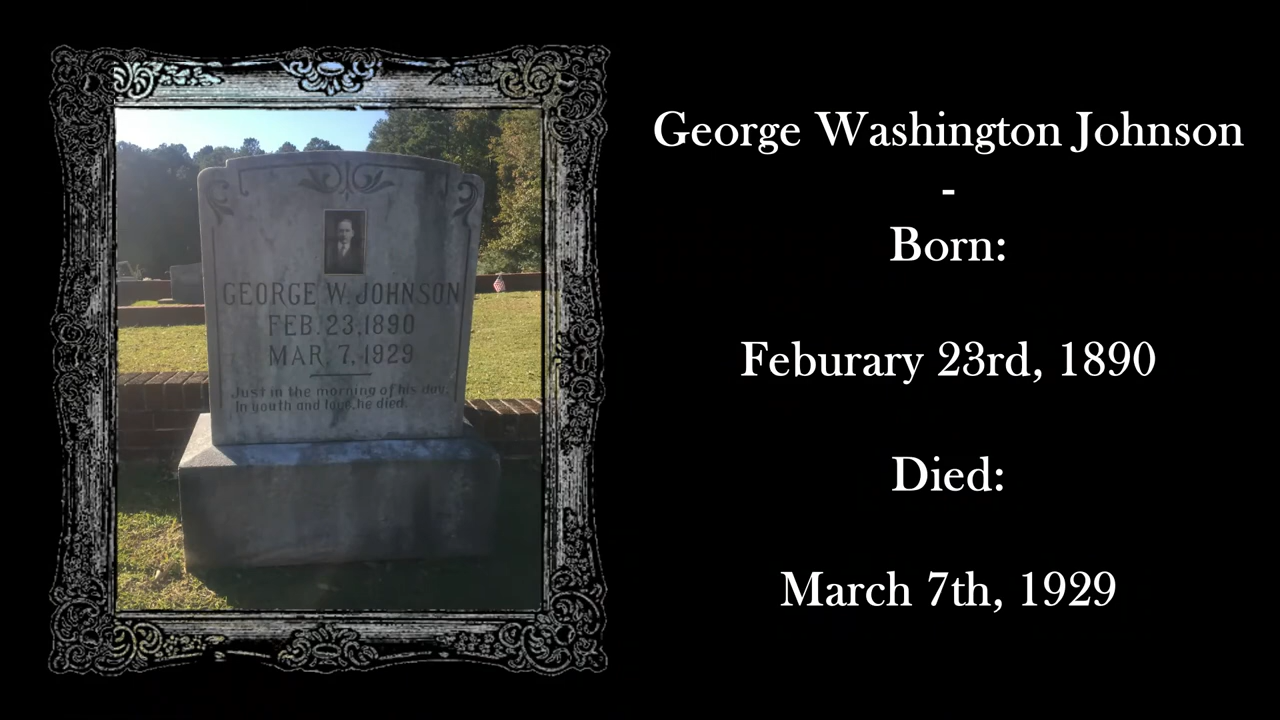 GEORGE W. JOHNSON
FEB. 23, 1890
MAR. 7, 1929
Just in the morning of his day,
In youth and love, he died.
George Washington Johnson
-
Born:
Feburary 23rd, 1890
Died:
March 7th, 1929